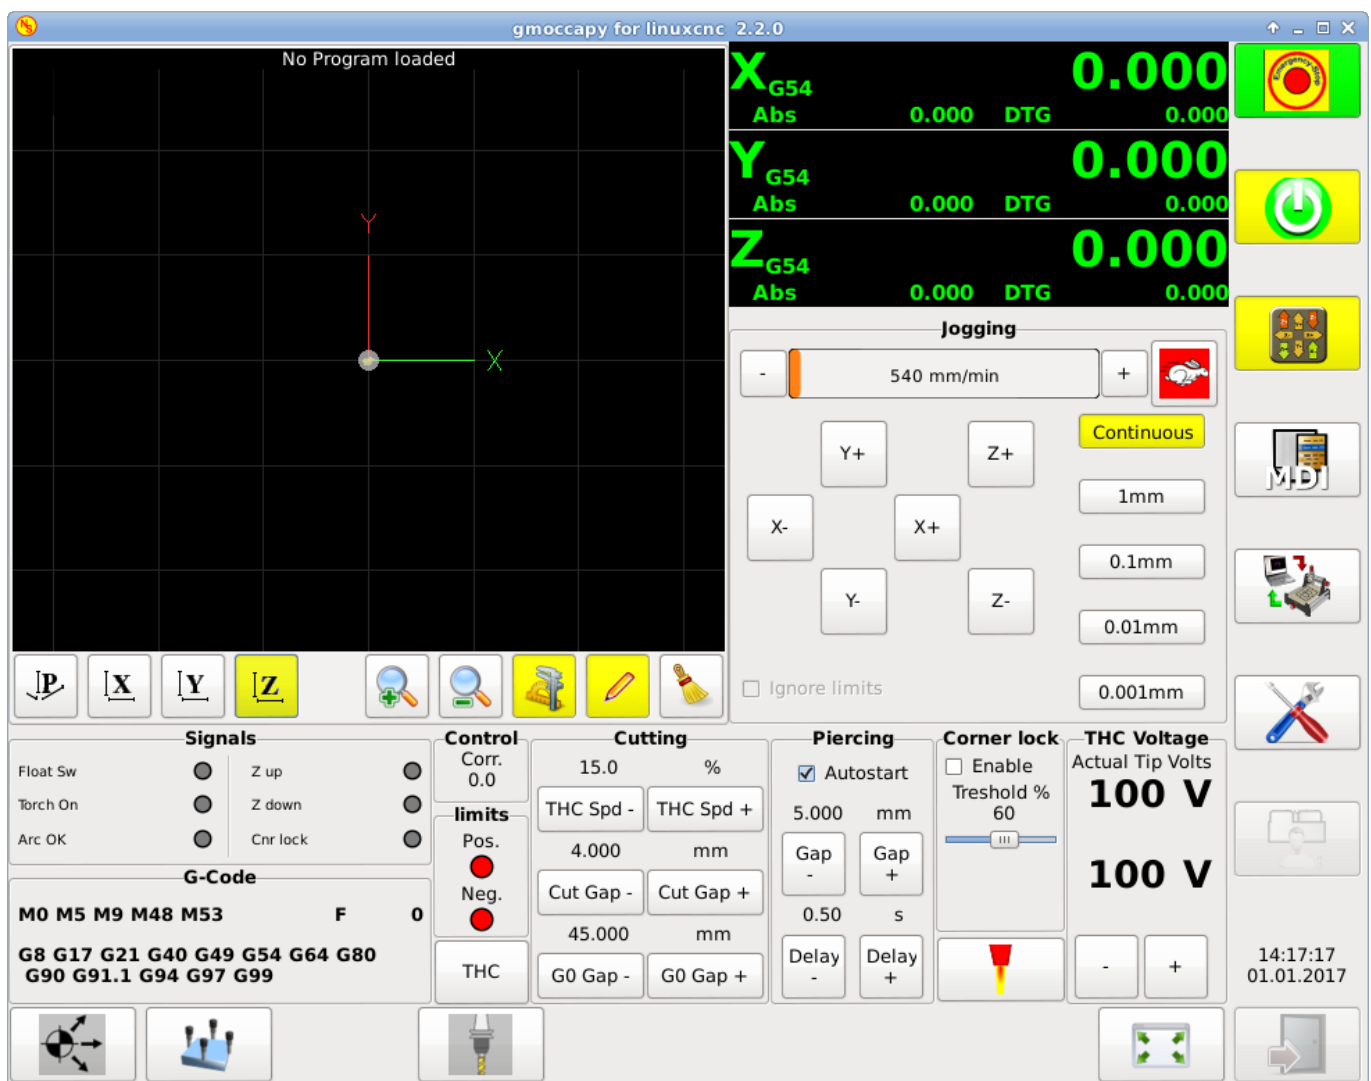 gmoccapy for linuxcnc 2.2.0
No Program loaded
Y
X
X G54 0.000
Abs 0.000 DTG 0.000
Y G54 0.000
Abs 0.000 DTG 0.000
Z G54 0.000
Abs 0.000 DTG 0.000
Emergency-Stop
Jogging
- 540 mm/min +
Continuous
Y+ Z+
1mm
X- X+
0.1mm
Y- Z-
0.01mm
Ignore limits
0.001mm
MDI
P X Y Z
Signals
Float Sw Z up
Torch On Z down
Arc OK Cnr lock
G-Code
M0 M5 M9 M48 M53 F 0
G8 G17 G21 G40 G49 G54 G64 G80
G90 G91.1 G94 G97 G99
Control
Corr.
0.0
limits
Pos.
Neg.
THC
Cutting
15.0 %
THC Spd - THC Spd +
4.000 mm
Cut Gap - Cut Gap +
45.000 mm
G0 Gap - G0 Gap +
Piercing
Autostart
5.000 mm
Gap - Gap +
0.50 s
Delay - Delay +
Corner lock
Enable
Treshold %
60
THC Voltage
Actual Tip Volts
100 V
100 V
- +
14:17:17
01.01.2017